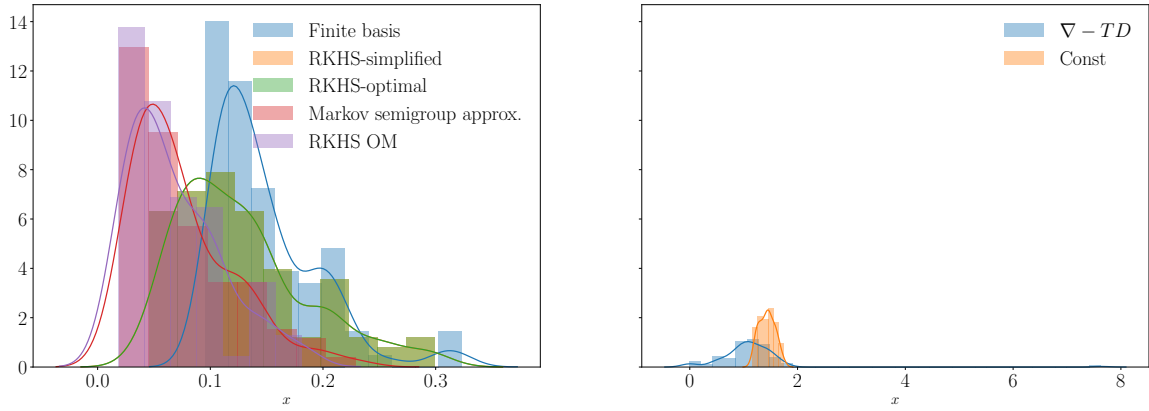 14
12
10
8
6
4
2
0
0.0 0.1 0.2 0.3
x
Finite basis
RKHS-simplified
RKHS-optimal
Markov semigroup approx.
RKHS OM
0 2 4 6 8
x
∇ − TD
Const